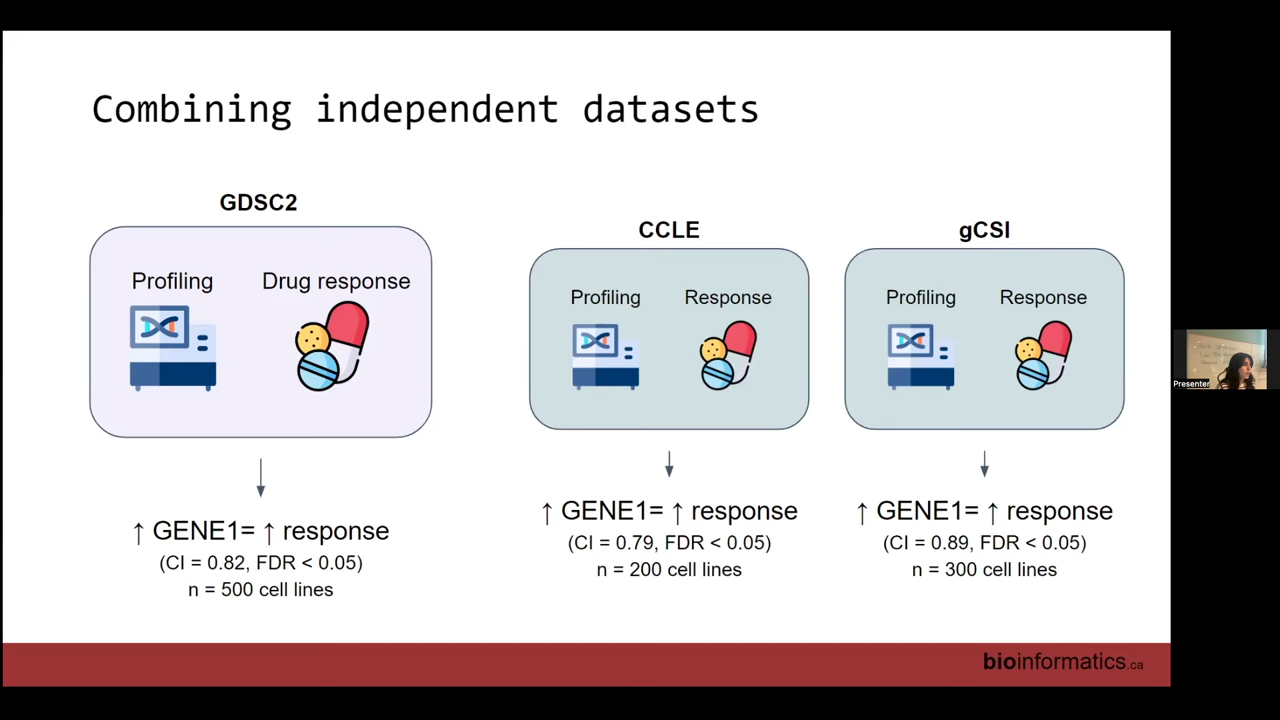 Combining independent datasets
GDSC2
Profiling
Drug response
↑ GENE1= ↑ response
(CI = 0.82, FDR < 0.05)
n = 500 cell lines
CCLE
Profiling
Response
↑ GENE1= ↑ response
(CI = 0.79, FDR < 0.05)
n = 200 cell lines
gCSI
Profiling
Response
↑ GENE1= ↑ response
(CI = 0.89, FDR < 0.05)
n = 300 cell lines
bioinformatics.ca
Presenter